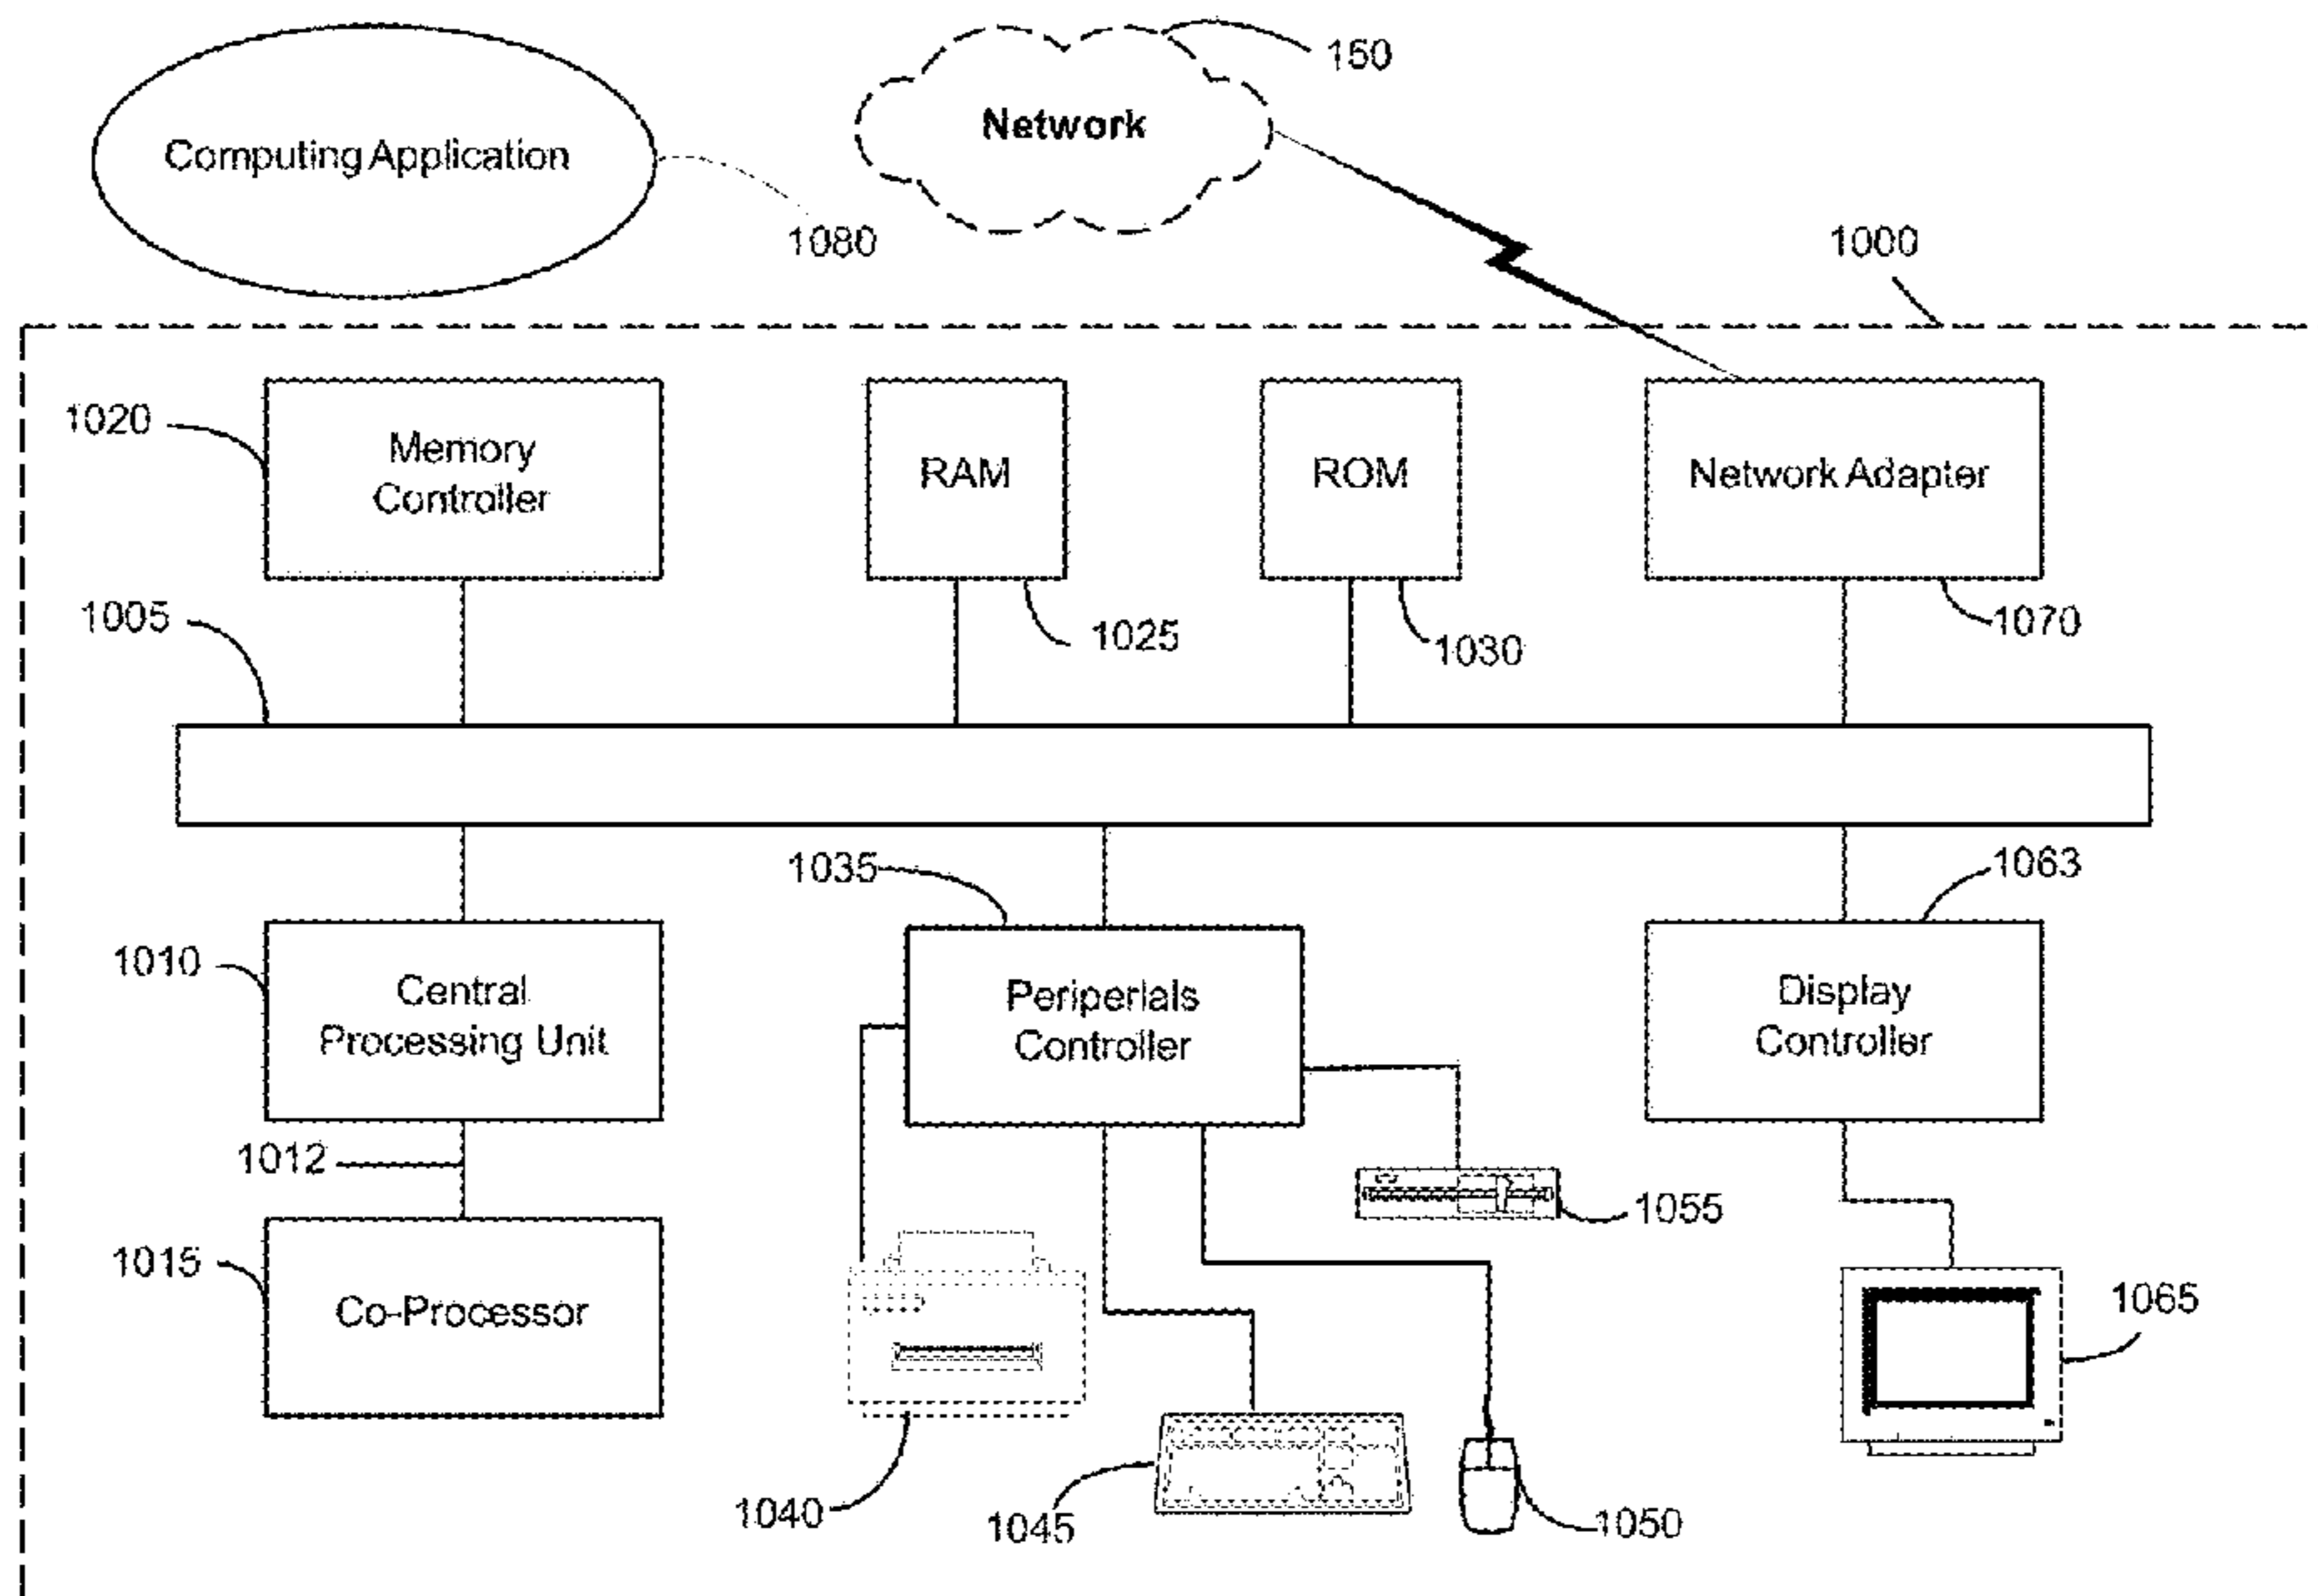 150
Network
Computing Application
1080
1000
1020
Memory
Controller
RAM
ROM
Network Adapter
1005
1025
1030
1070
1035
1063
1010
Central
Processing Unit
Periperials
Controller
Display
Controller
1012
1055
1015
Co-Processor
1065
1040
1045
1050